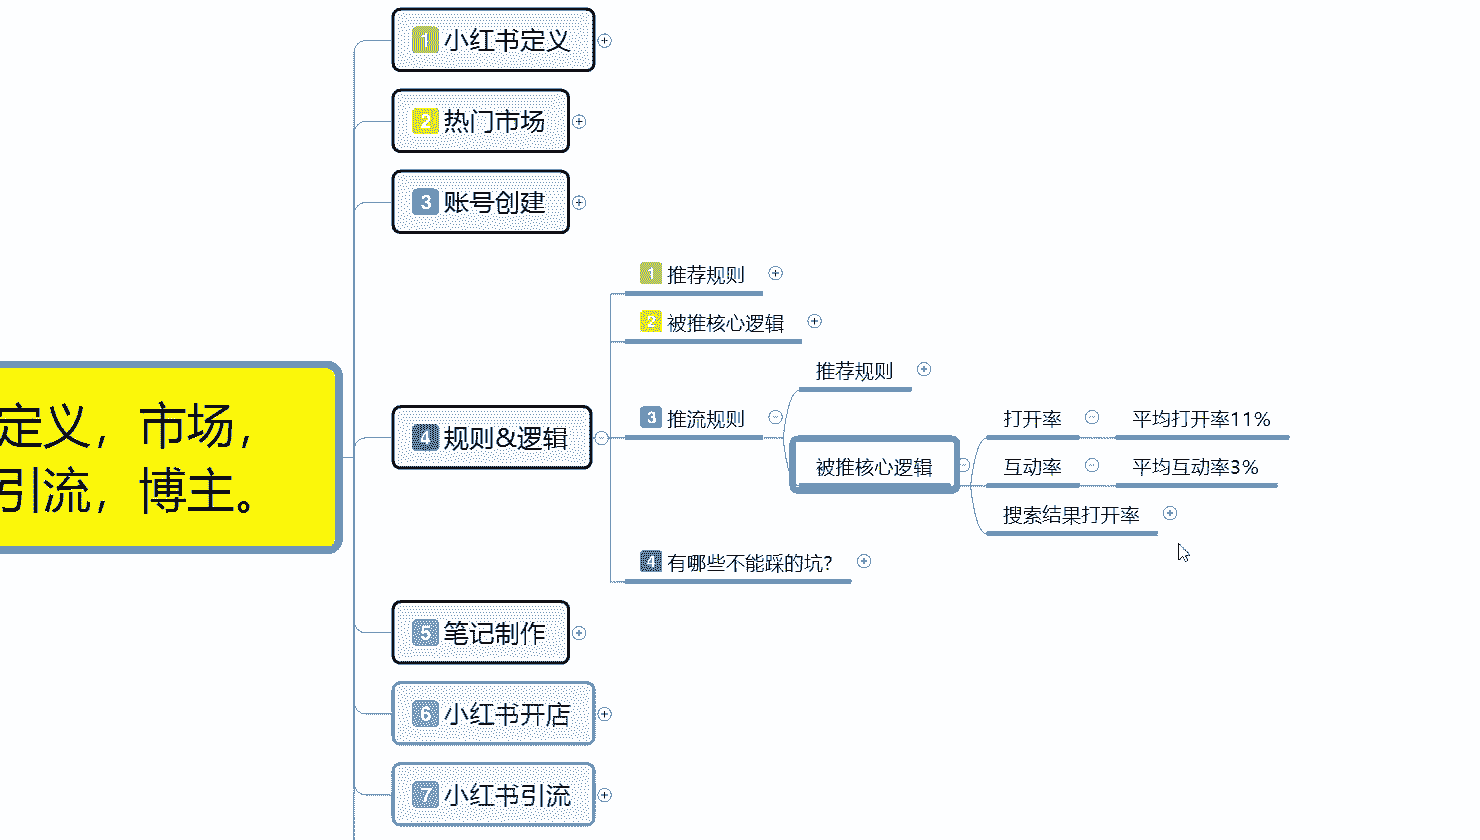 定义，市场，
引流，博主。
1 小红书定义
2 热门市场
3 账号创建
4 规则&逻辑
1 推荐规则
2 被推核心逻辑
3 推流规则
推荐规则
被推核心逻辑
打开率
平均打开率11%
互动率
平均互动率3%
搜索结果打开率
4 有哪些不能踩的坑?
5 笔记制作
6 小红书开店
7 小红书引流